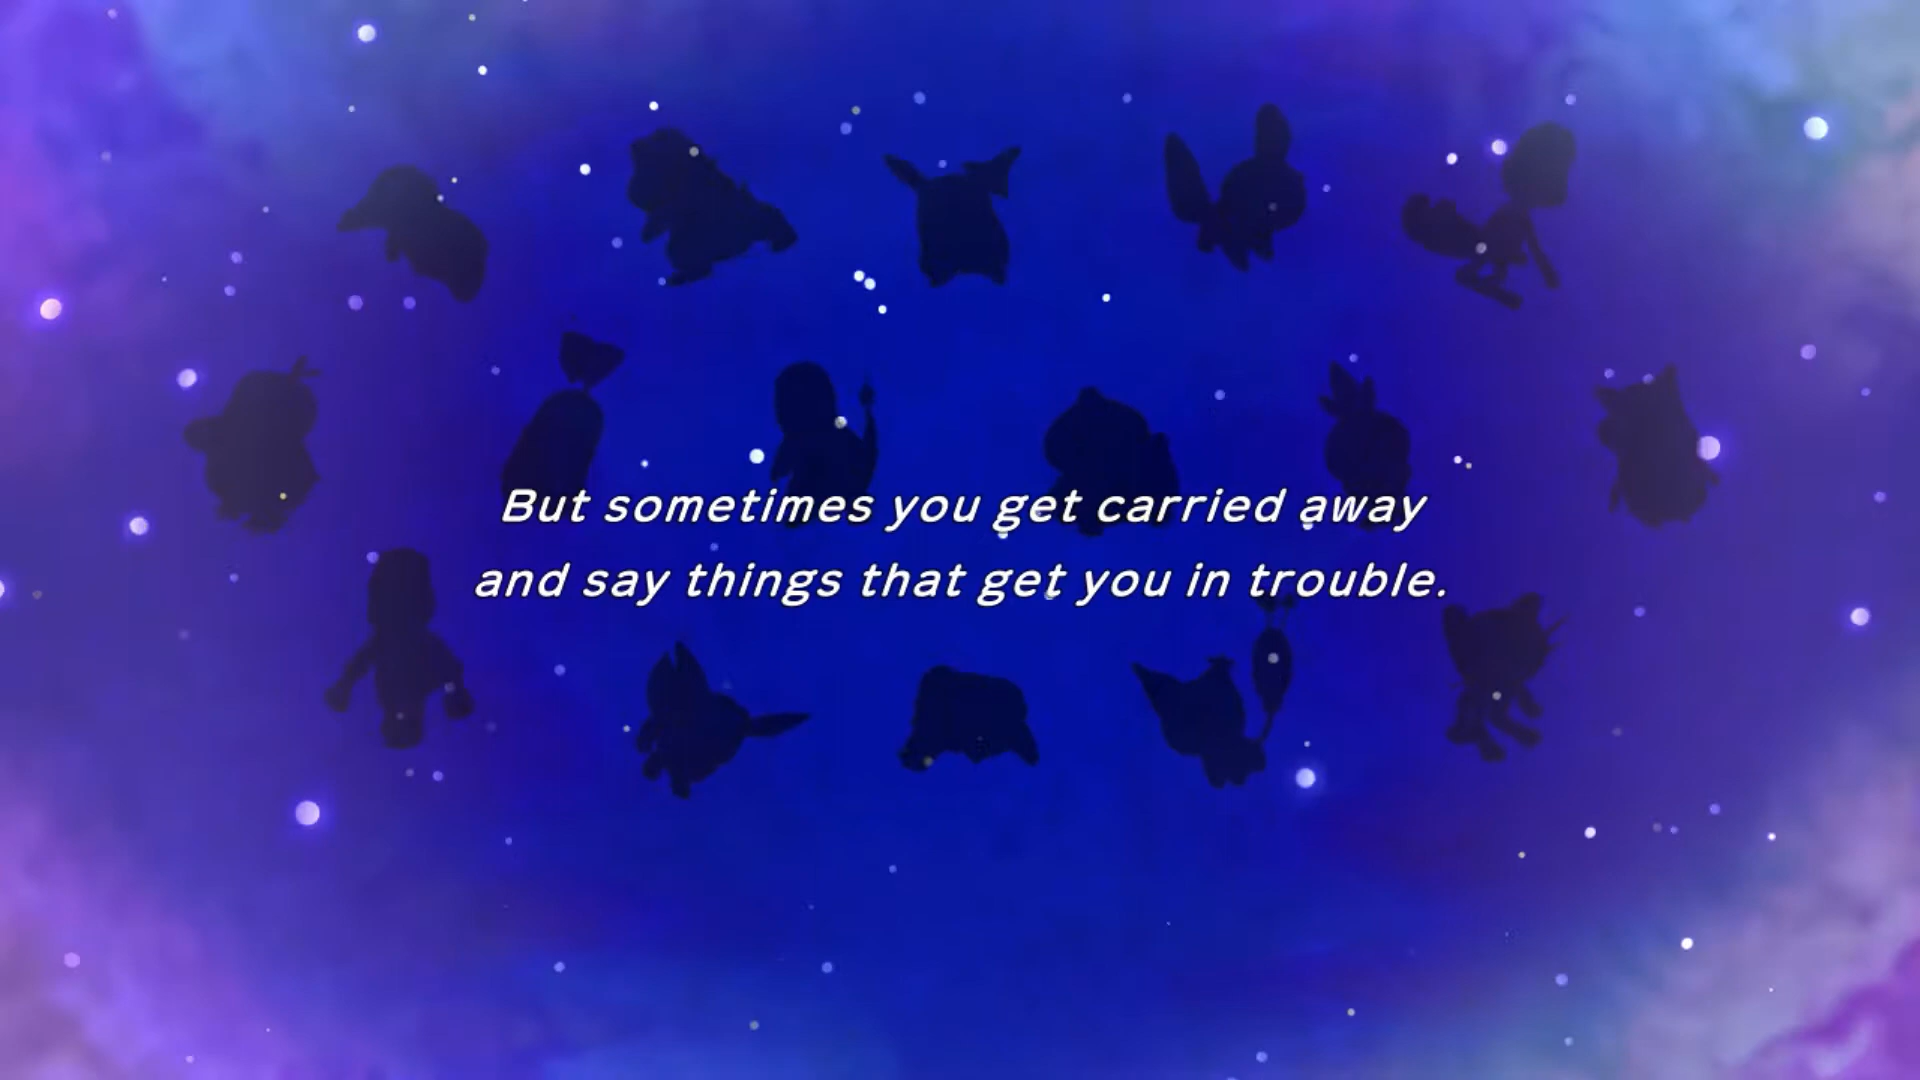 But sometimes you get carried away
and say things that get you in trouble.